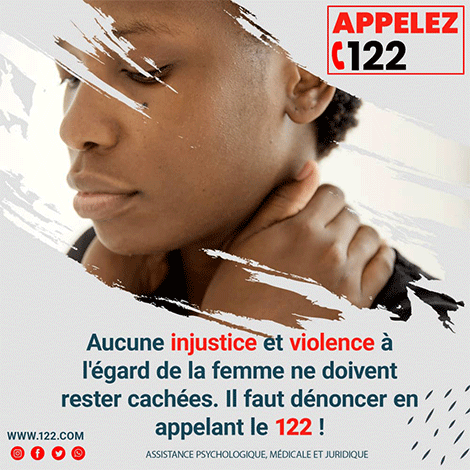 APPELEZ
122
Aucune injustice et violence à
l'égard de la femme ne doivent
rester cachées. Il faut dénoncer en
appelant le 122 !
WWW.122.COM
ASSISTANCE PSYCHOLOGIQUE, MÉDICALE ET JURIDIQUE